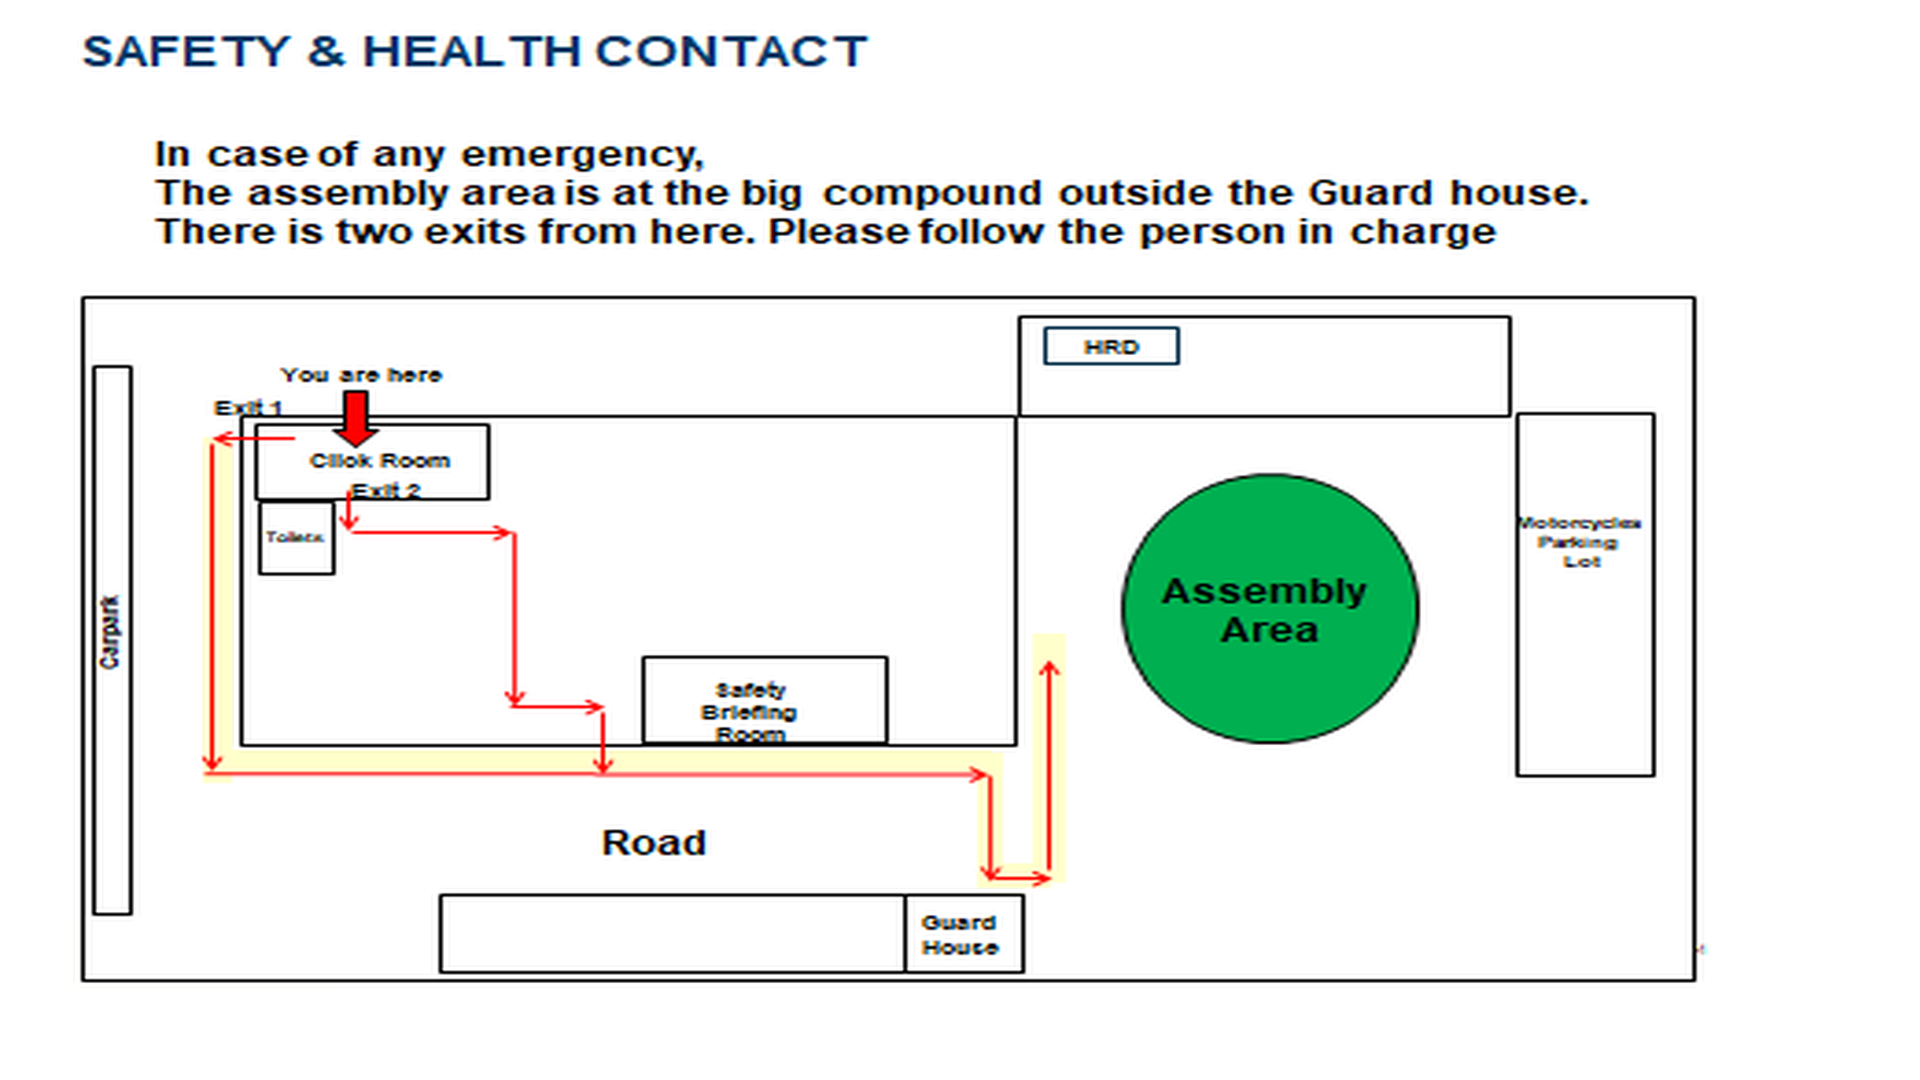 SAFETY & HEALTH CONTACT
In case of any emergency,
The assembly area is at the big compound outside the Guard house.
There is two exits from here. Please follow the person in charge
HRD
You are here
Exit 1
Cilok Room
Exit 2
Toilets
Carpark
Assembly
Area
Motorcycles
Parking
Lot
Safety
Briefing
Room
Road
Guard
House